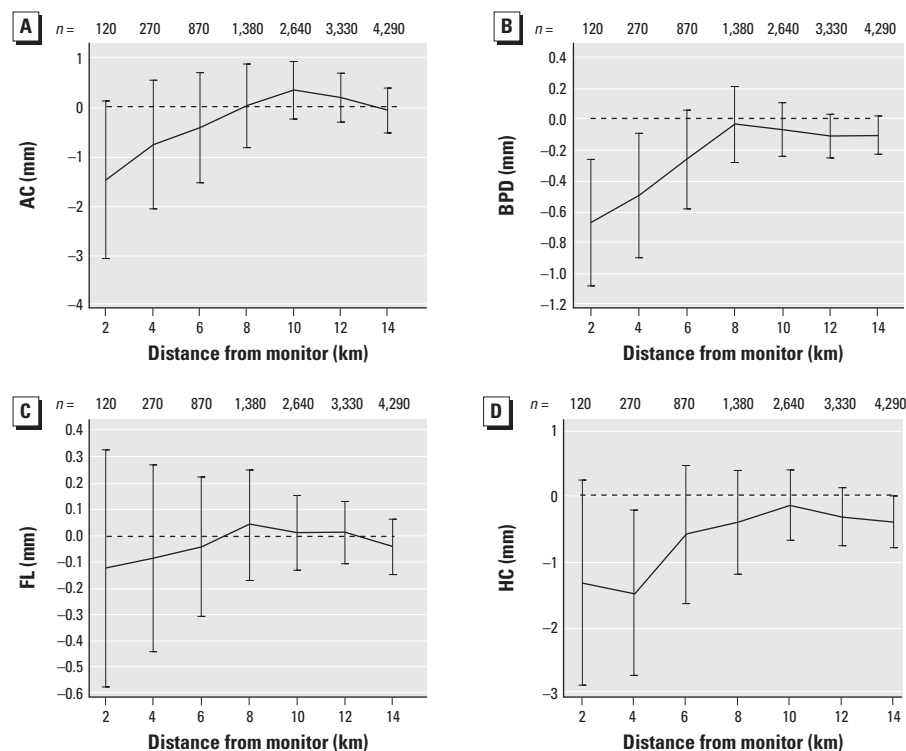 A n = 120 270 870 1,380 2,640 3,330 4,290
1
0
–1
–2
–3
–4
AC (mm)
2 4 6 8 10 12 14
Distance from monitor (km)
B n = 120 270 870 1,380 2,640 3,330 4,290
0.4
0.2
0.0
–0.2
–0.4
–0.6
–0.8
–1.0
–1.2
BPD (mm)
2 4 6 8 10 12 14
Distance from monitor (km)
C n = 120 270 870 1,380 2,640 3,330 4,290
0.4
0.3
0.2
0.1
0.0
–0.1
–0.2
–0.3
–0.4
–0.5
–0.6
FL (mm)
2 4 6 8 10 12 14
Distance from monitor (km)
D n = 120 270 870 1,380 2,640 3,330 4,290
1
0
–1
–2
–3
HC (mm)
2 4 6 8 10 12 14
Distance from monitor (km)